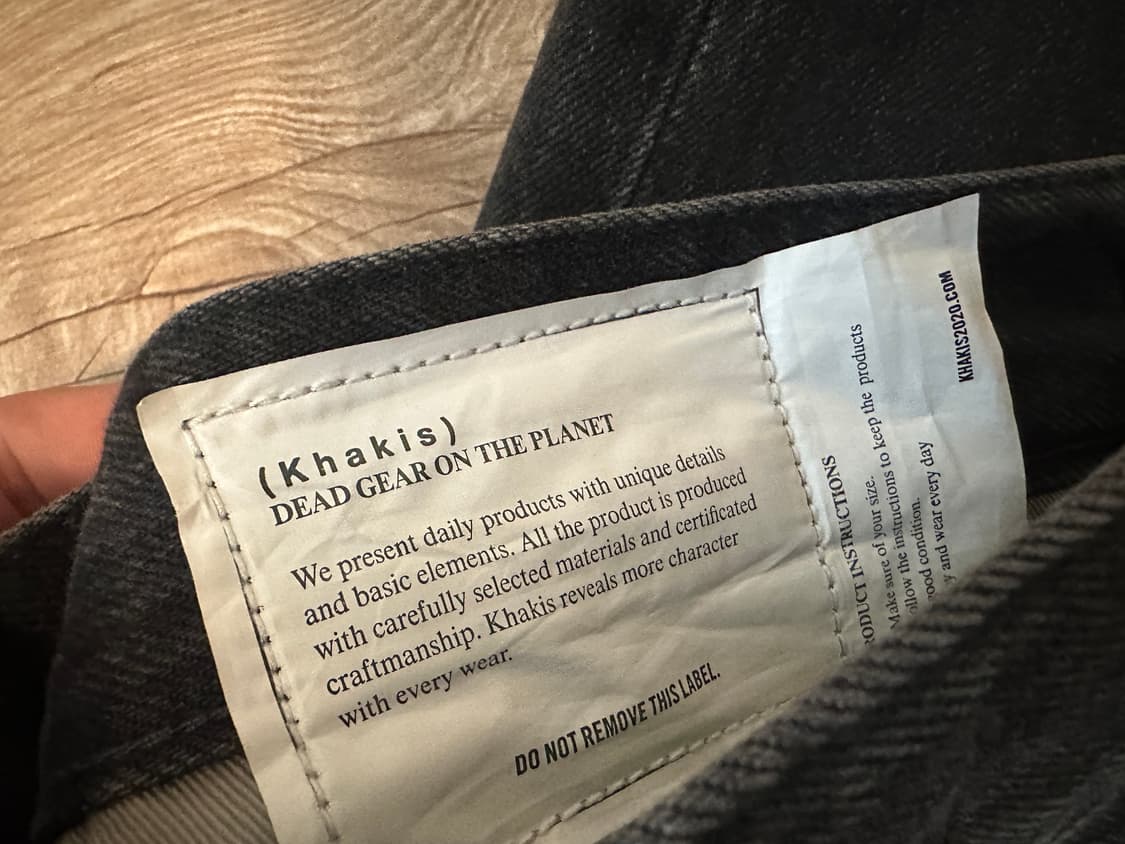 (Khakis)
DEAD GEAR ON THE PLANET
We present daily products with unique details
and basic elements. All the product is produced
with carefully selected materials and certificated
craftmanship. Khakis reveals more character
with every wear.
DO NOT REMOVE THIS LABEL.
RODUCT INSTRUCTIONS
Make sure of your size.
ollow the instructions to keep the products
ood condition.
y and wear every day
KHAKIS2020.COM